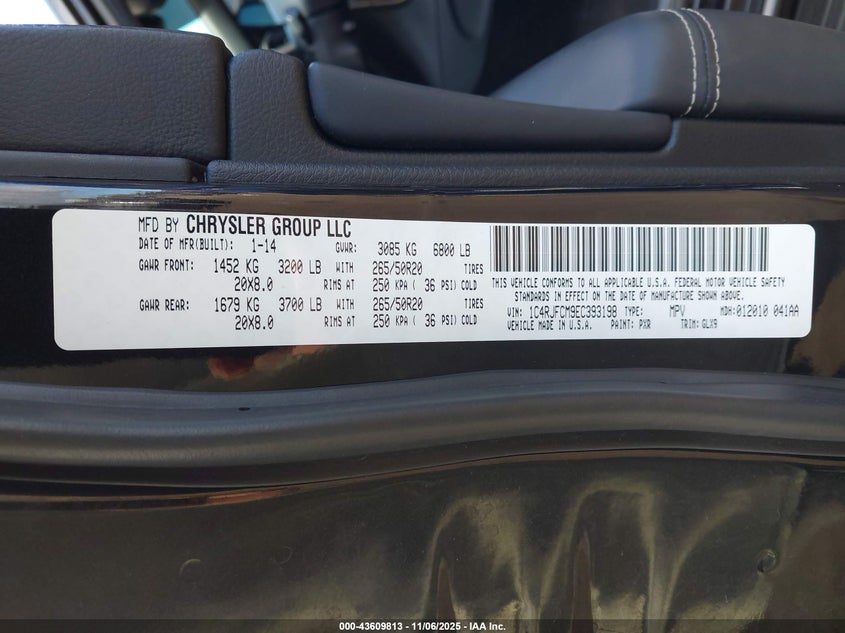 MFD BY CHRYSLER GROUP LLC
DATE OF MFR(BUILT): 1-14 GVWR: 3085 KG 6800 LB
GAWR FRONT: 1452 KG 3200 LB WITH 265/50R20 TIRES
20X8.0 RIMS AT 250 KPA ( 36 PSI) COLD
GAWR REAR: 1679 KG 3700 LB WITH 265/50R20 TIRES
20X8.0 RIMS AT 250 KPA ( 36 PSI) COLD
THIS VEHICLE CONFORMS TO ALL APPLICABLE U.S.A. FEDERAL MOTOR VEHICLE SAFETY
STANDARDS IN EFFECT ON THE DATE OF MANUFACTURE SHOWN ABOVE.
VIN: 1C4RJFCM9EC393198 TYPE: MPV MDH:012010 041AA
VEHICLE MADE IN U.S.A. PAINT: PXR TRIM: GLX9
000-43609813 - 11/06/2025 - IAA Inc.